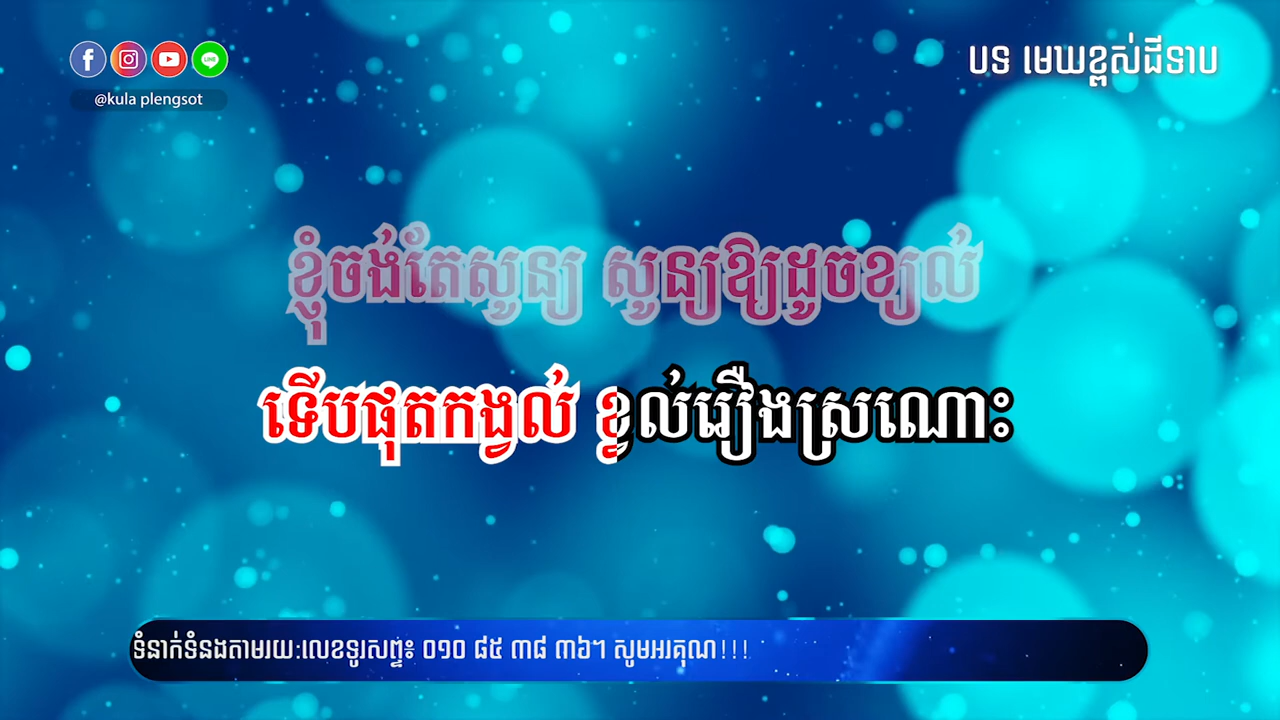 @kula plengsot
បទ មេឃខ្ពស់ដីទាប
ខ្ញុំចង់តែសូន្យ សូន្យឱ្យដូចខ្យល់
ទើបផុតកង្វល់ ខ្វល់រឿងស្រណោះ
ទំនាក់ទំនងតាមរយៈលេខទូរសព្ទ៖ ០១០ ៨៥ ៣៨ ៣៦។ សូមអរគុណ!!!